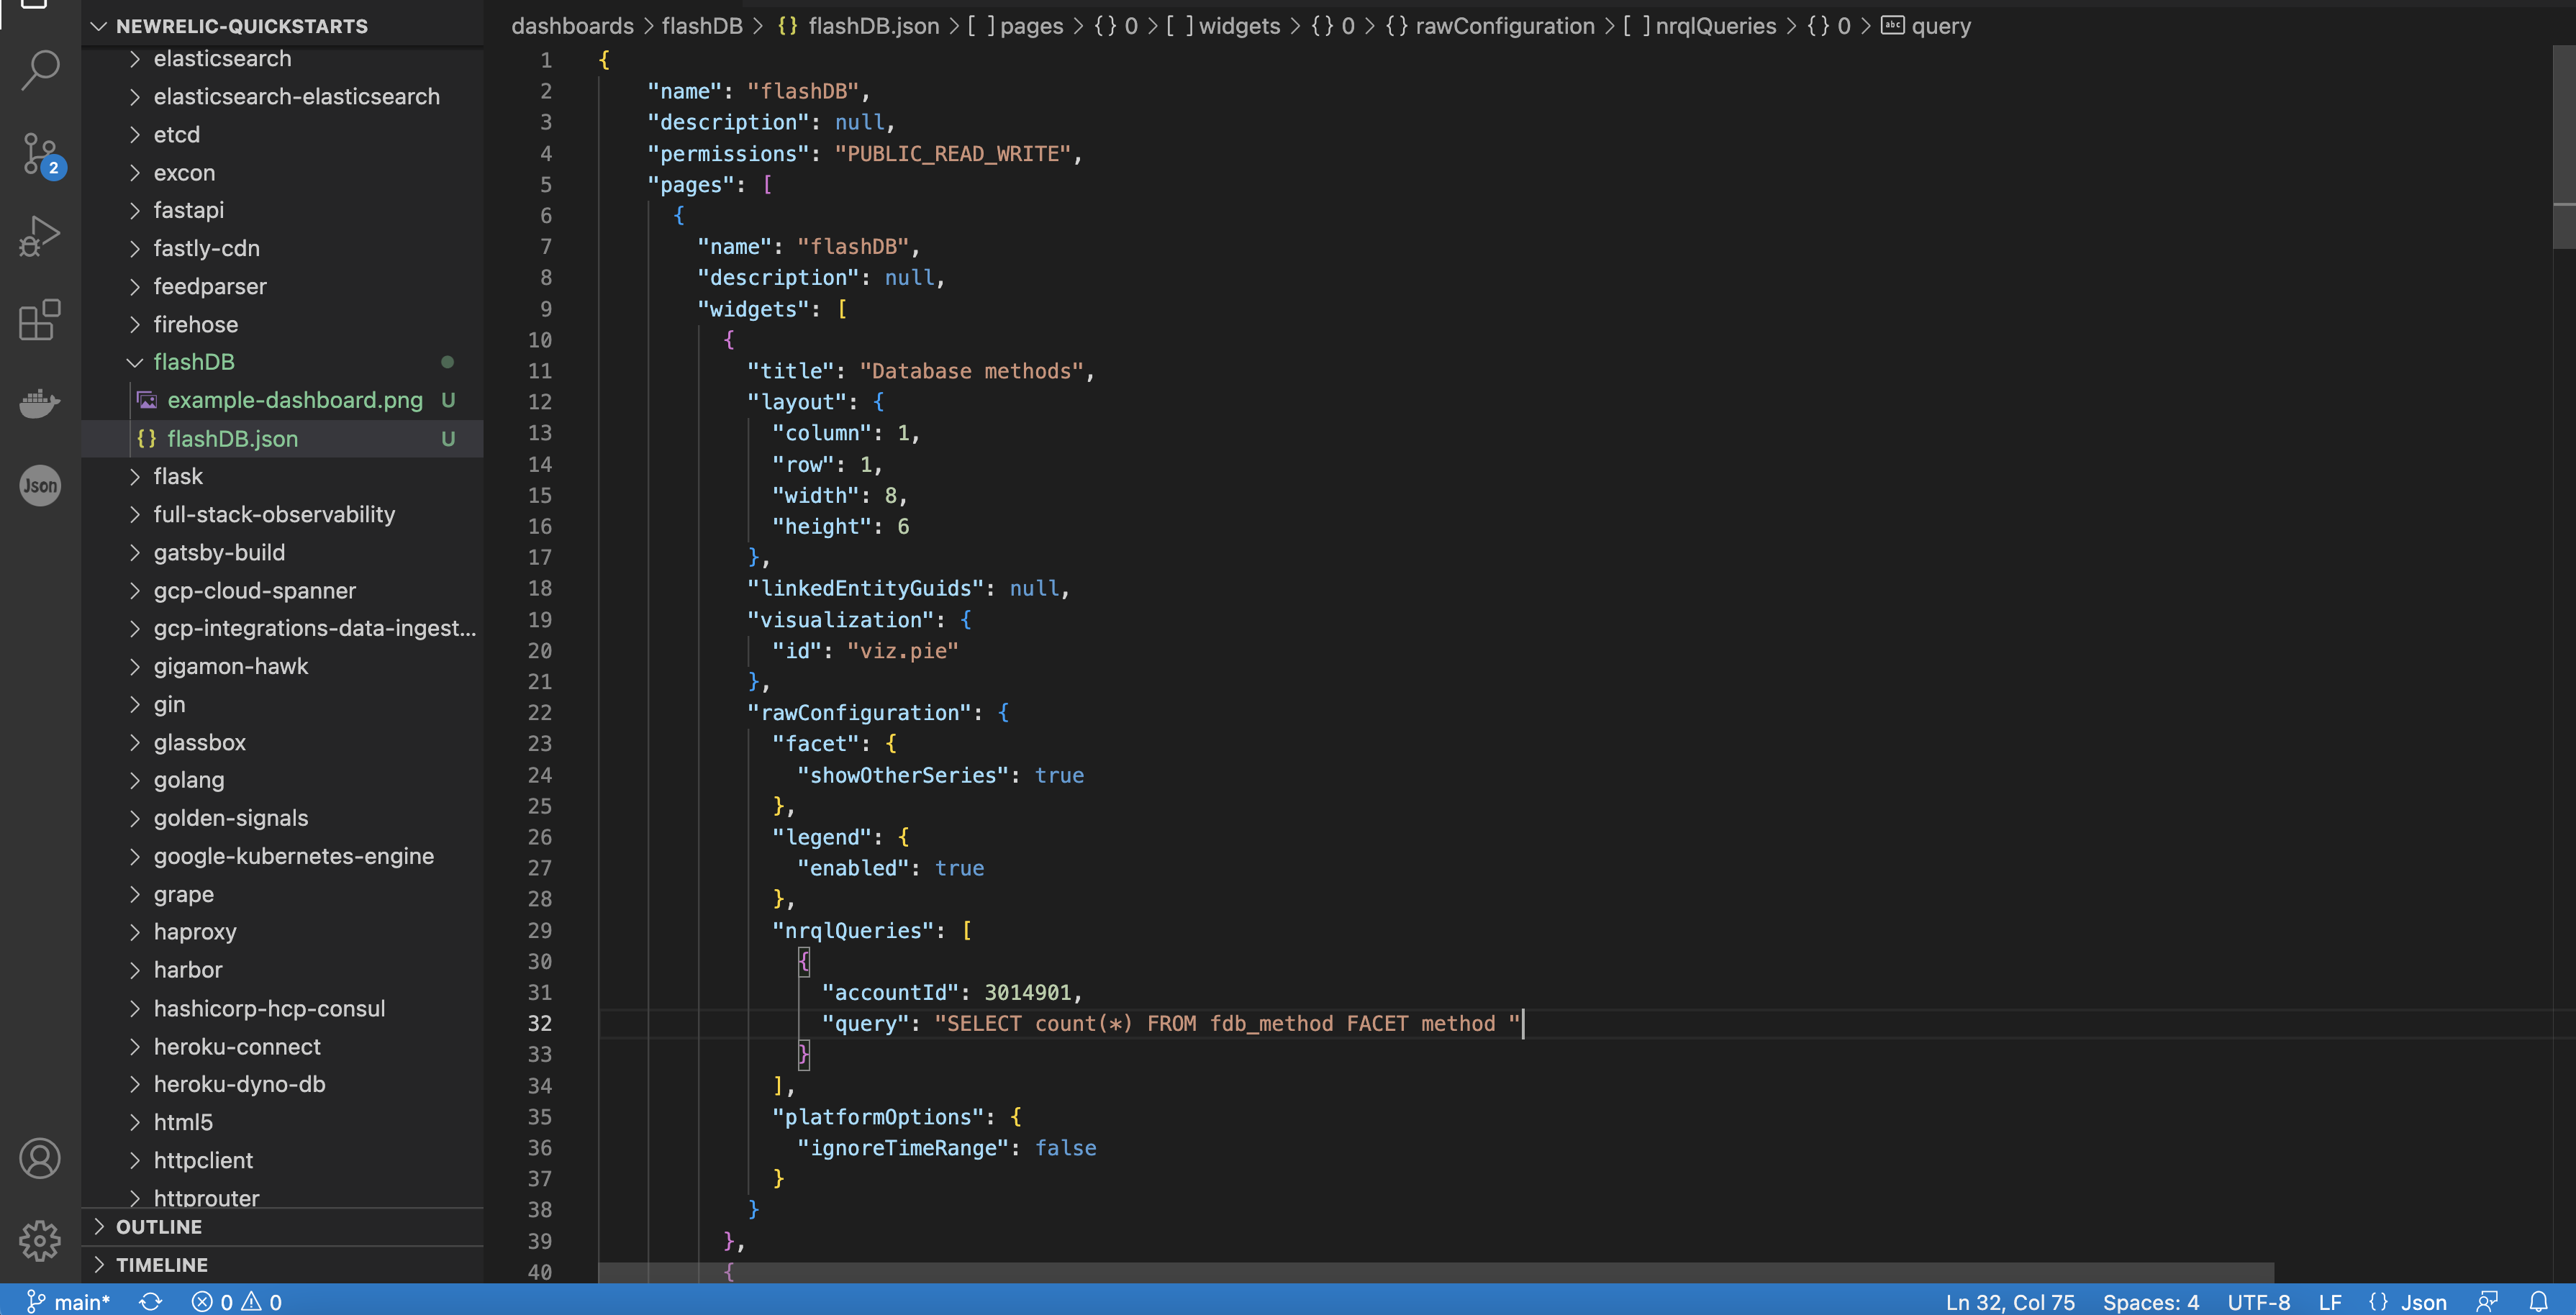 NEWRELIC-QUICKSTARTS
elasticsearch
elasticsearch-elasticsearch
etcd
excon
fastapi
fastly-cdn
feedparser
firehose
flashDB
example-dashboard.png U
flashDB.json U
flask
full-stack-observability
gatsby-build
gcp-cloud-spanner
gcp-integrations-data-ingest...
gigamon-hawk
gin
glassbox
golang
golden-signals
google-kubernetes-engine
grape
haproxy
harbor
hashicorp-hcp-consul
heroku-connect
heroku-dyno-db
html5
httpclient
httprouter
OUTLINE
TIMELINE
2
Json
dashboards > flashDB > {} flashDB.json > [ ] pages > {} 0 > [ ] widgets > {} 0 > {} rawConfiguration > [ ] nrqlQueries > {} 0 > abc query
1 {
2 "name": "flashDB",
3 "description": null,
4 "permissions": "PUBLIC_READ_WRITE",
5 "pages": [
6 {
7 "name": "flashDB",
8 "description": null,
9 "widgets": [
10 {
11 "title": "Database methods",
12 "layout": {
13 "column": 1,
14 "row": 1,
15 "width": 8,
16 "height": 6
17 },
18 "linkedEntityGuids": null,
19 "visualization": {
20 "id": "viz.pie"
21 },
22 "rawConfiguration": {
23 "facet": {
24 "showOtherSeries": true
25 },
26 "legend": {
27 "enabled": true
28 },
29 "nrqlQueries": [
30 {
31 "accountId": 3014901,
32 "query": "SELECT count(*) FROM fdb_method FACET method "
33 }
34 ],
35 "platformOptions": {
36 "ignoreTimeRange": false
37 }
38 }
39 },
40 {
main* 0 0 Ln 32, Col 75 Spaces: 4 UTF-8 LF {} Json